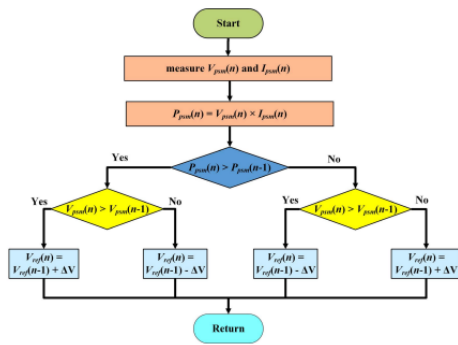 Start
measure Vpsm(n) and Ipsm(n)
Ppsm(n) = Vpsm(n) × Ipsm(n)
Ppsm(n) > Ppsm(n-1)
Yes
No
Vpsm(n) > Vpsm(n-1)
Yes
No
Vpsm(n) > Vpsm(n-1)
Yes
No
Vref(n) =
Vref(n-1) + ΔV
Vref(n) =
Vref(n-1) - ΔV
Vref(n) =
Vref(n-1) - ΔV
Vref(n) =
Vref(n-1) + ΔV
Return